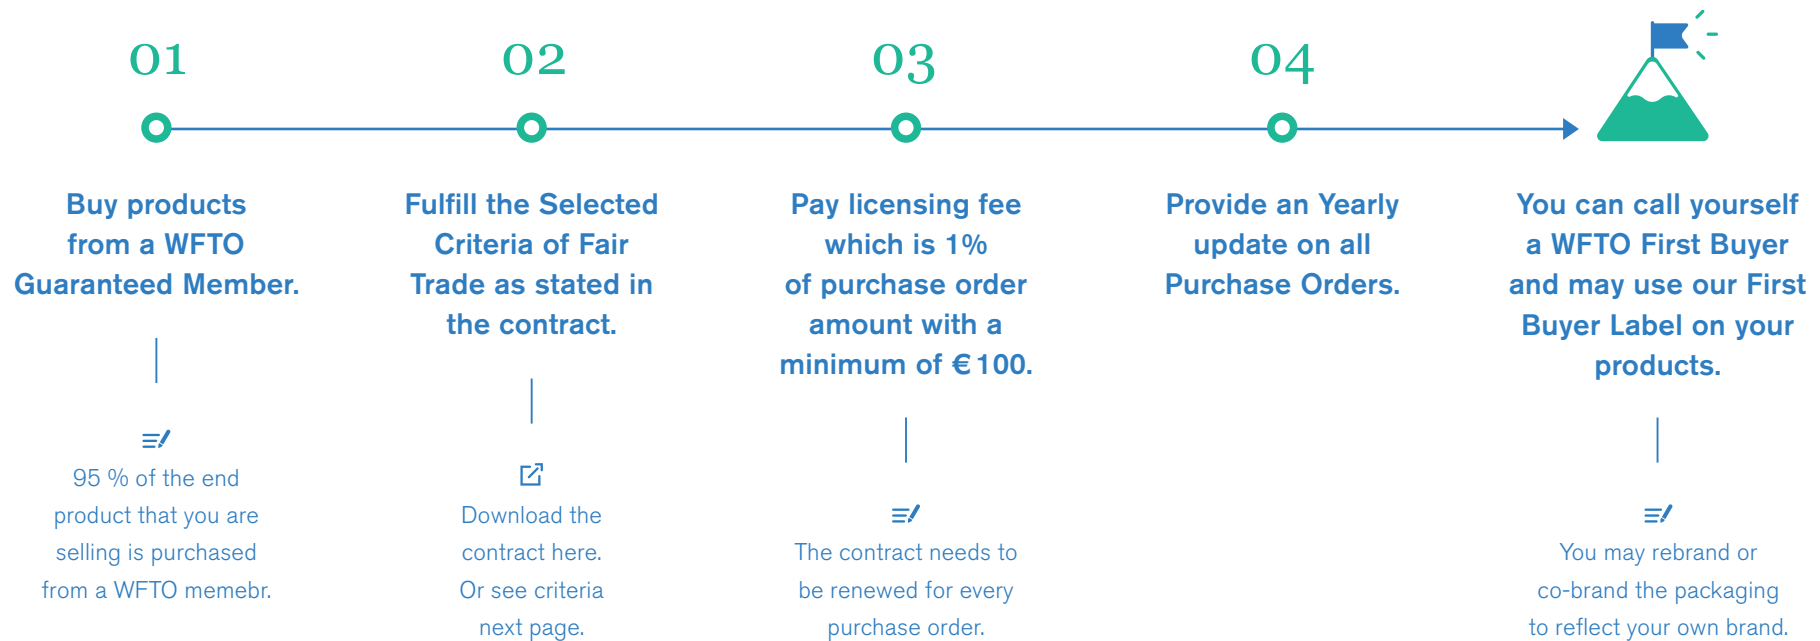 01
Buy products
from a WFTO
Guaranteed Member.
95 % of the end
product that you are
selling is purchased
from a WFTO memebr.
02
Fulfill the Selected
Criteria of Fair
Trade as stated in
the contract.
Download the
contract here.
Or see criteria
next page.
03
Pay licensing fee
which is 1%
of purchase order
amount with a
minimum of € 100.
The contract needs to
be renewed for every
purchase order.
04
Provide an Yearly
update on all
Purchase Orders.
You can call yourself
a WFTO First Buyer
and may use our First
Buyer Label on your
products.
You may rebrand or
co-brand the packaging
to reflect your own brand.